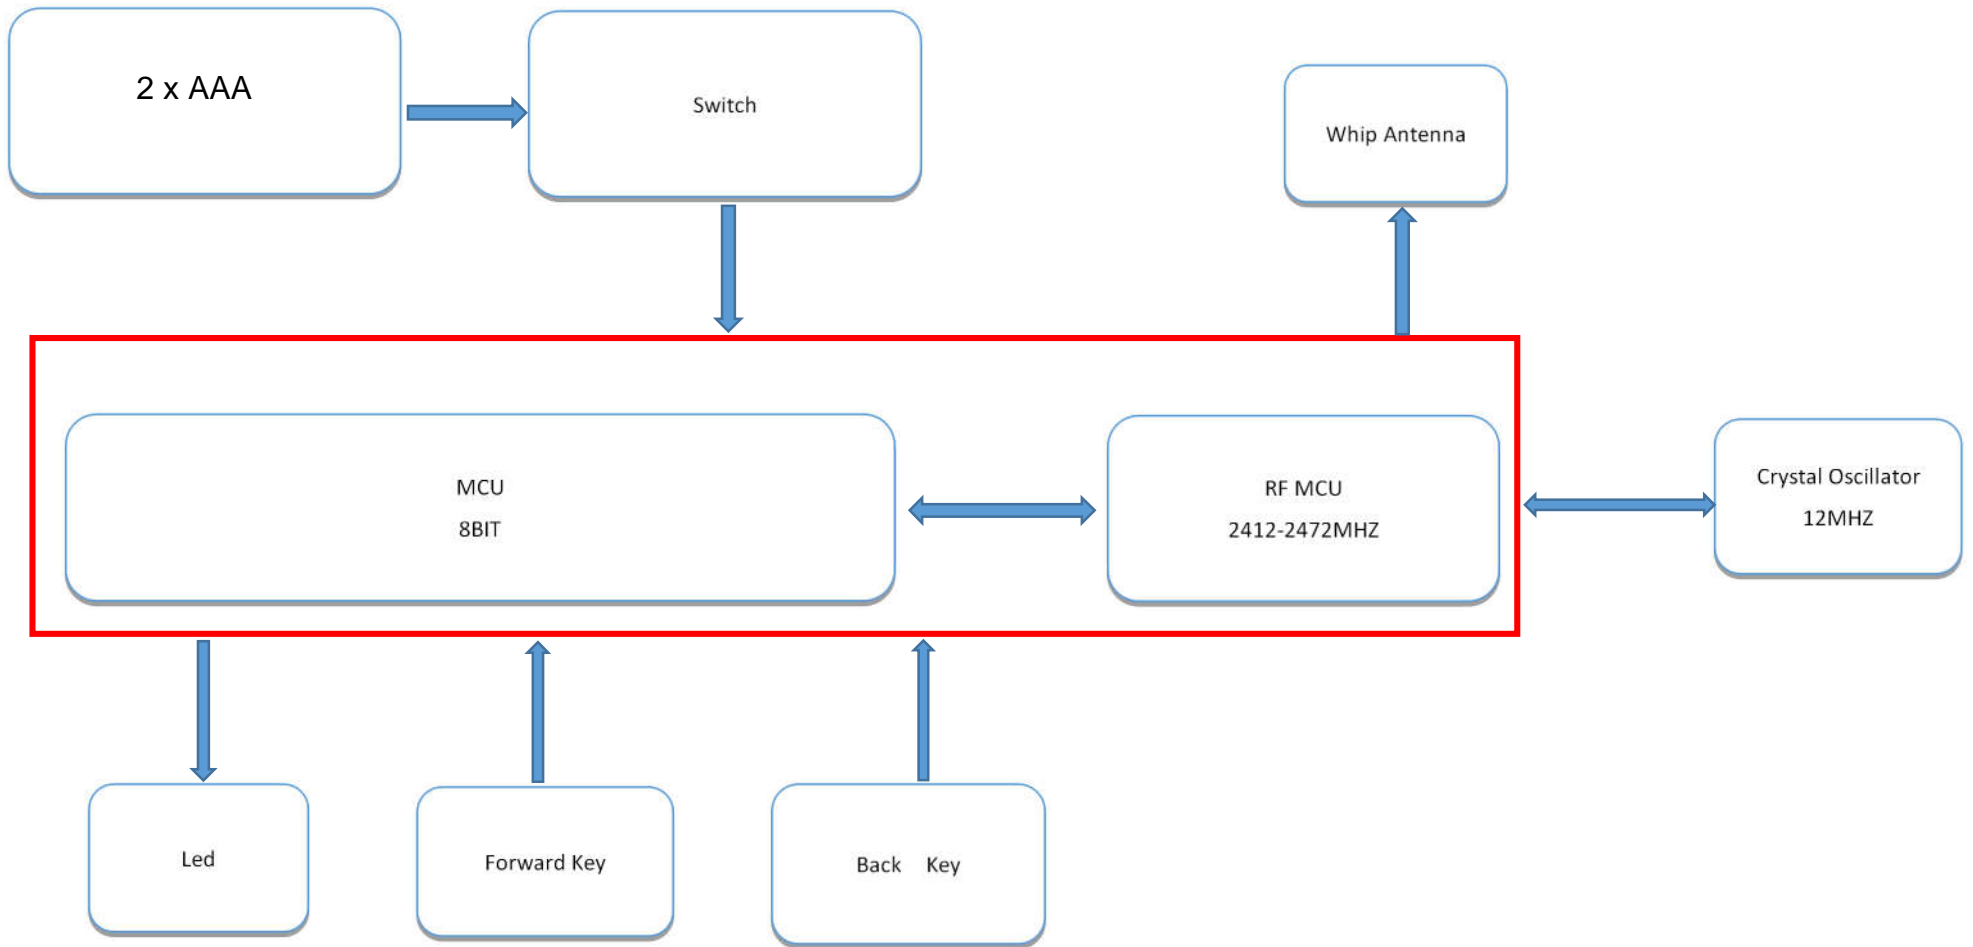 2 x AAA
Switch
Whip Antenna
MCU
8BIT
RF MCU
2412-2472MHZ
Crystal Oscillator
12MHZ
Led
Forward Key
Back Key